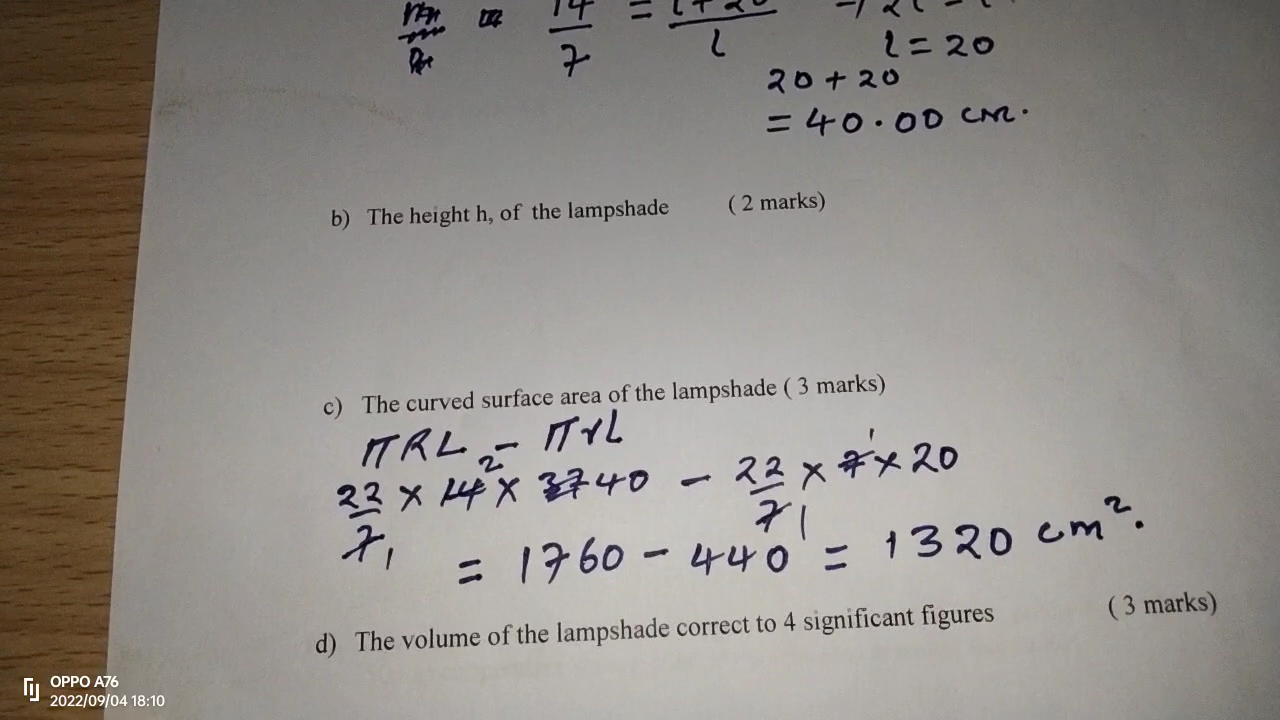 14 = l + 20
7 l
l = 20
20 + 20
= 40.00 cm.
b) The height h, of the lampshade ( 2 marks)
c) The curved surface area of the lampshade ( 3 marks)
πRL - πrL
22/7 × 14 × 40 - 22/7 × 7 × 20
= 1760 - 440 = 1320 cm².
d) The volume of the lampshade correct to 4 significant figures ( 3 marks)
OPPO A76
2022/09/04 18:10